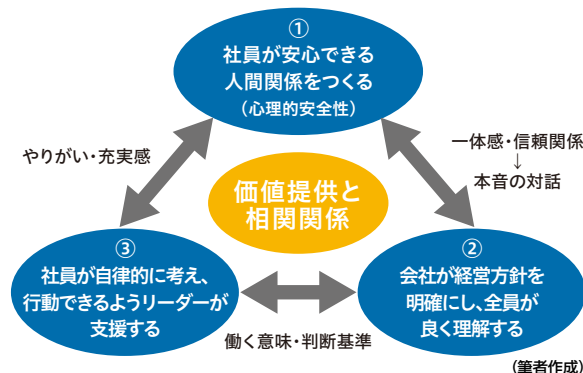 ①
社員が安心できる
人間関係をつくる
（心理的安全性）
やりがい・充実感
一体感・信頼関係
↓
本音の対話
価値提供と
相関関係
③
社員が自律的に考え、
行動できるようリーダーが
支援する
②
会社が経営方針を
明確にし、全員が
良く理解する
働く意味・判断基準
（筆者作成）